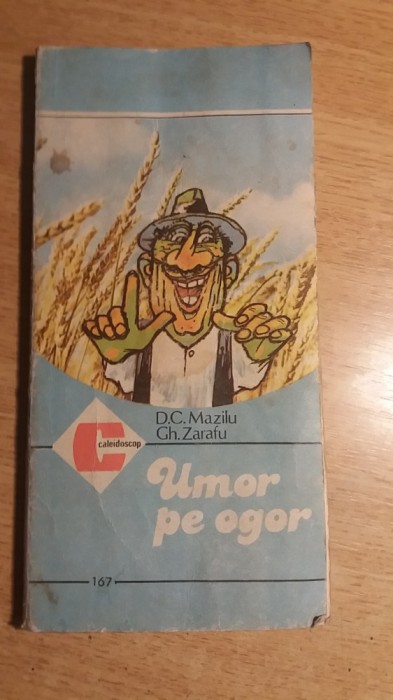 D.C. Mazilu
Gh. Zarafu
caleidoscop
Umor
pe ogor
167